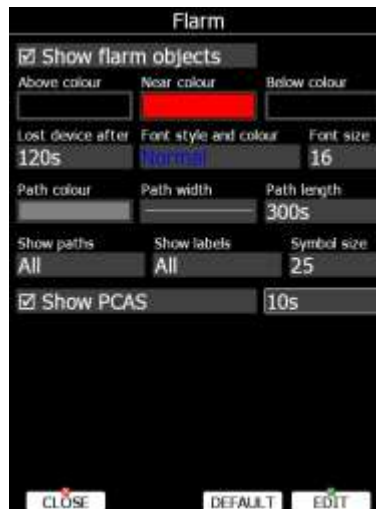 Flarm
Show flarm objects
Above colour Near colour Below colour
Lost device after Font style and colour Font size
120s Normal 16
Path colour Path width Path length
300s
Show paths Show labels Symbol size
All All 25
Show PCAS 10s
CLOSE DEFAULT EDIT